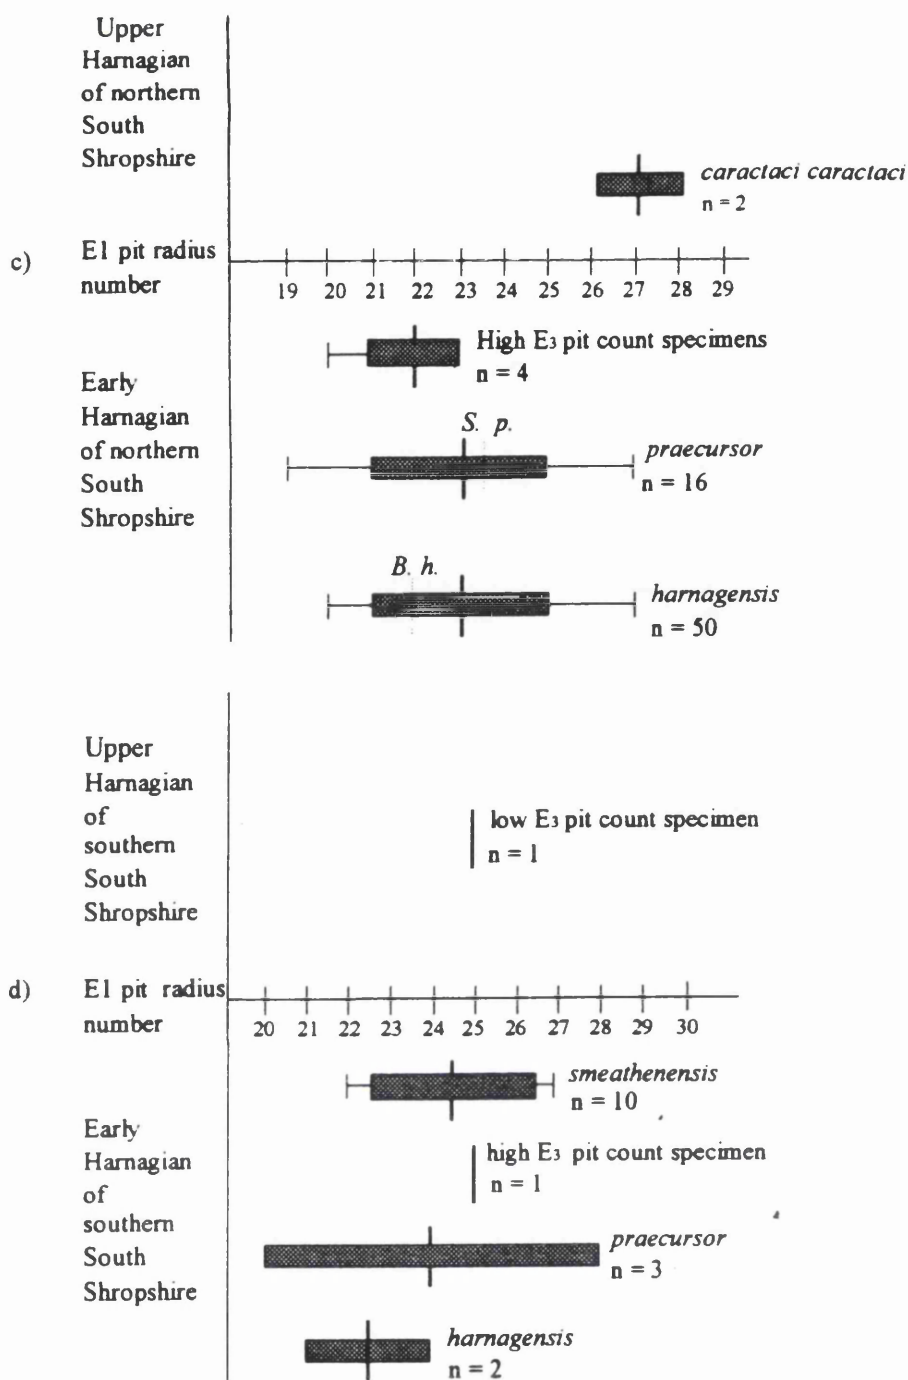 Upper
Harnagian
of northern
South
Shropshire
caractaci caractaci
n = 2
c)
E1 pit radius
number
19 20 21 22 23 24 25 26 27 28 29
High E3 pit count specimens
n = 4
Early
Harnagian
of northern
South
Shropshire
S. p.
praecursor
n = 16
B. h.
harnagensis
n = 50
Upper
Harnagian
of
southern
South
Shropshire
low E3 pit count specimen
n = 1
d)
E1 pit radius
number
20 21 22 23 24 25 26 27 28 29 30
smeathenensis
n = 10
Early
Harnagian
of
southern
South
Shropshire
high E3 pit count specimen
n = 1
praecursor
n = 3
harnagensis
n = 2